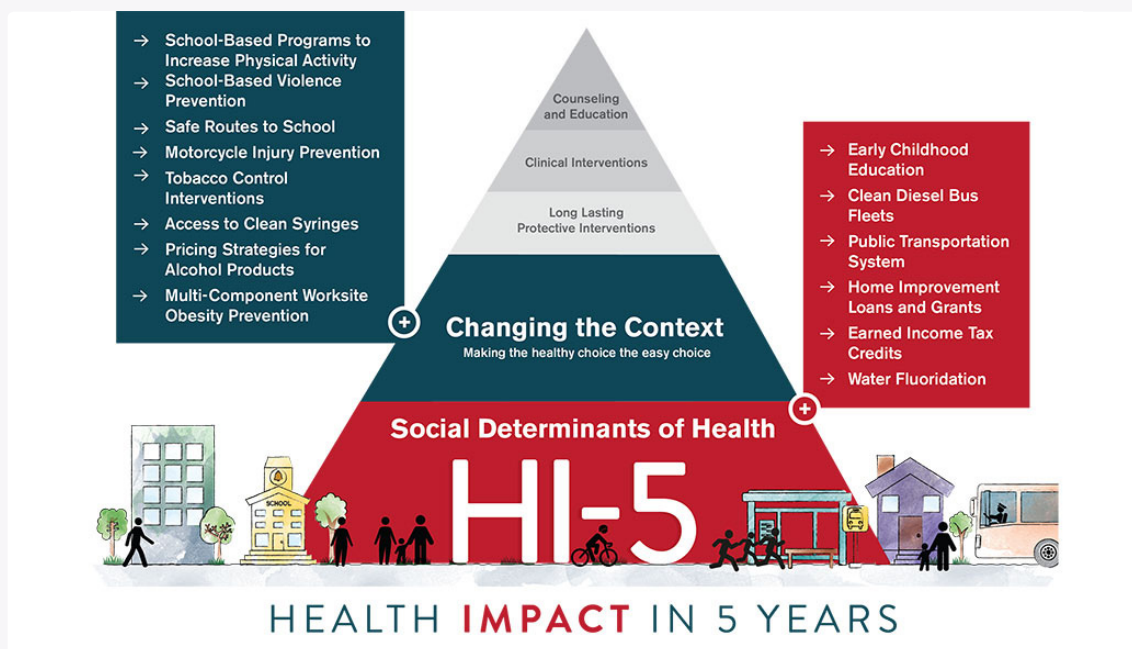 → School-Based Programs to
Increase Physical Activity
→ School-Based Violence
Prevention
→ Safe Routes to School
→ Motorcycle Injury Prevention
→ Tobacco Control
Interventions
→ Access to Clean Syringes
→ Pricing Strategies for
Alcohol Products
→ Multi-Component Worksite
Obesity Prevention
Counseling
and Education
Clinical Interventions
Long Lasting
Protective Interventions
Changing the Context
Making the healthy choice the easy choice
→ Early Childhood
Education
→ Clean Diesel Bus
Fleets
→ Public Transportation
System
→ Home Improvement
Loans and Grants
→ Earned Income Tax
Credits
→ Water Fluoridation
Social Determinants of Health
HI-5
SCHOOL
HEALTH IMPACT IN 5 YEARS